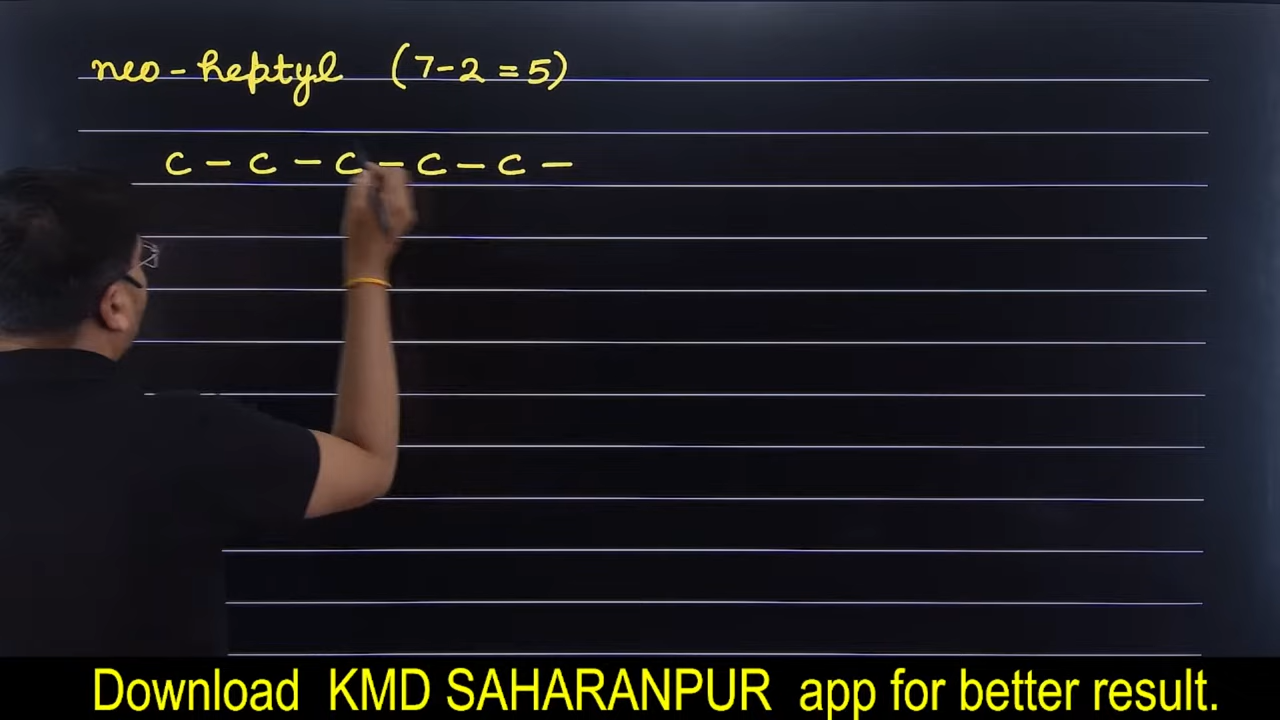 neo-heptyl (7-2=5)
C - C - C - C - C -
Download KMD SAHARANPUR app for better result.